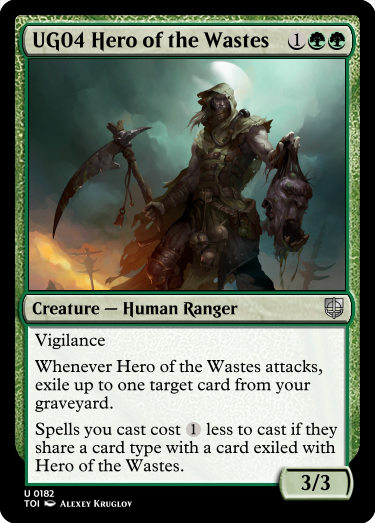 UG04 Hero of the Wastes 1
Creature — Human Ranger
Vigilance
Whenever Hero of the Wastes attacks,
exile up to one target card from your
graveyard.
Spells you cast cost 1 less to cast if they
share a card type with a card exiled with
Hero of the Wastes.
3/3
U 0182
TOI Alexey Kruglov